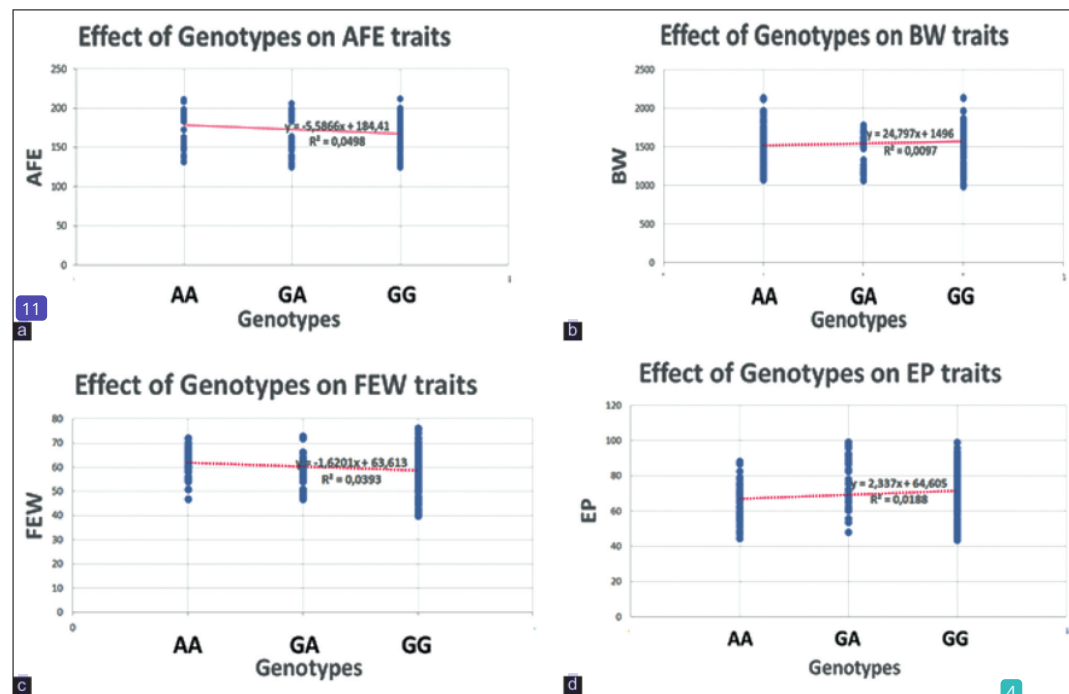 Effect of Genotypes on AFE traits
250
200
150
100
50
0
AFE
y = -5,5866x + 184,41
R² = 0,0498
AA GA GG
Genotypes
11
a
Effect of Genotypes on BW traits
2500
2000
1500
1000
500
0
BW
y = 24,797x + 1496
R² = 0,0097
AA GA GG
Genotypes
b
Effect of Genotypes on FEW traits
80
70
60
50
40
30
20
10
0
FEW
y = -1,6201x + 63,613
R² = 0,0393
0
AA GA GG
Genotypes
c
Effect of Genotypes on EP traits
120
100
80
60
40
20
0
EP
y = 2,337x + 64,605
R² = 0,0188
AA GA GG
Genotypes
d
4